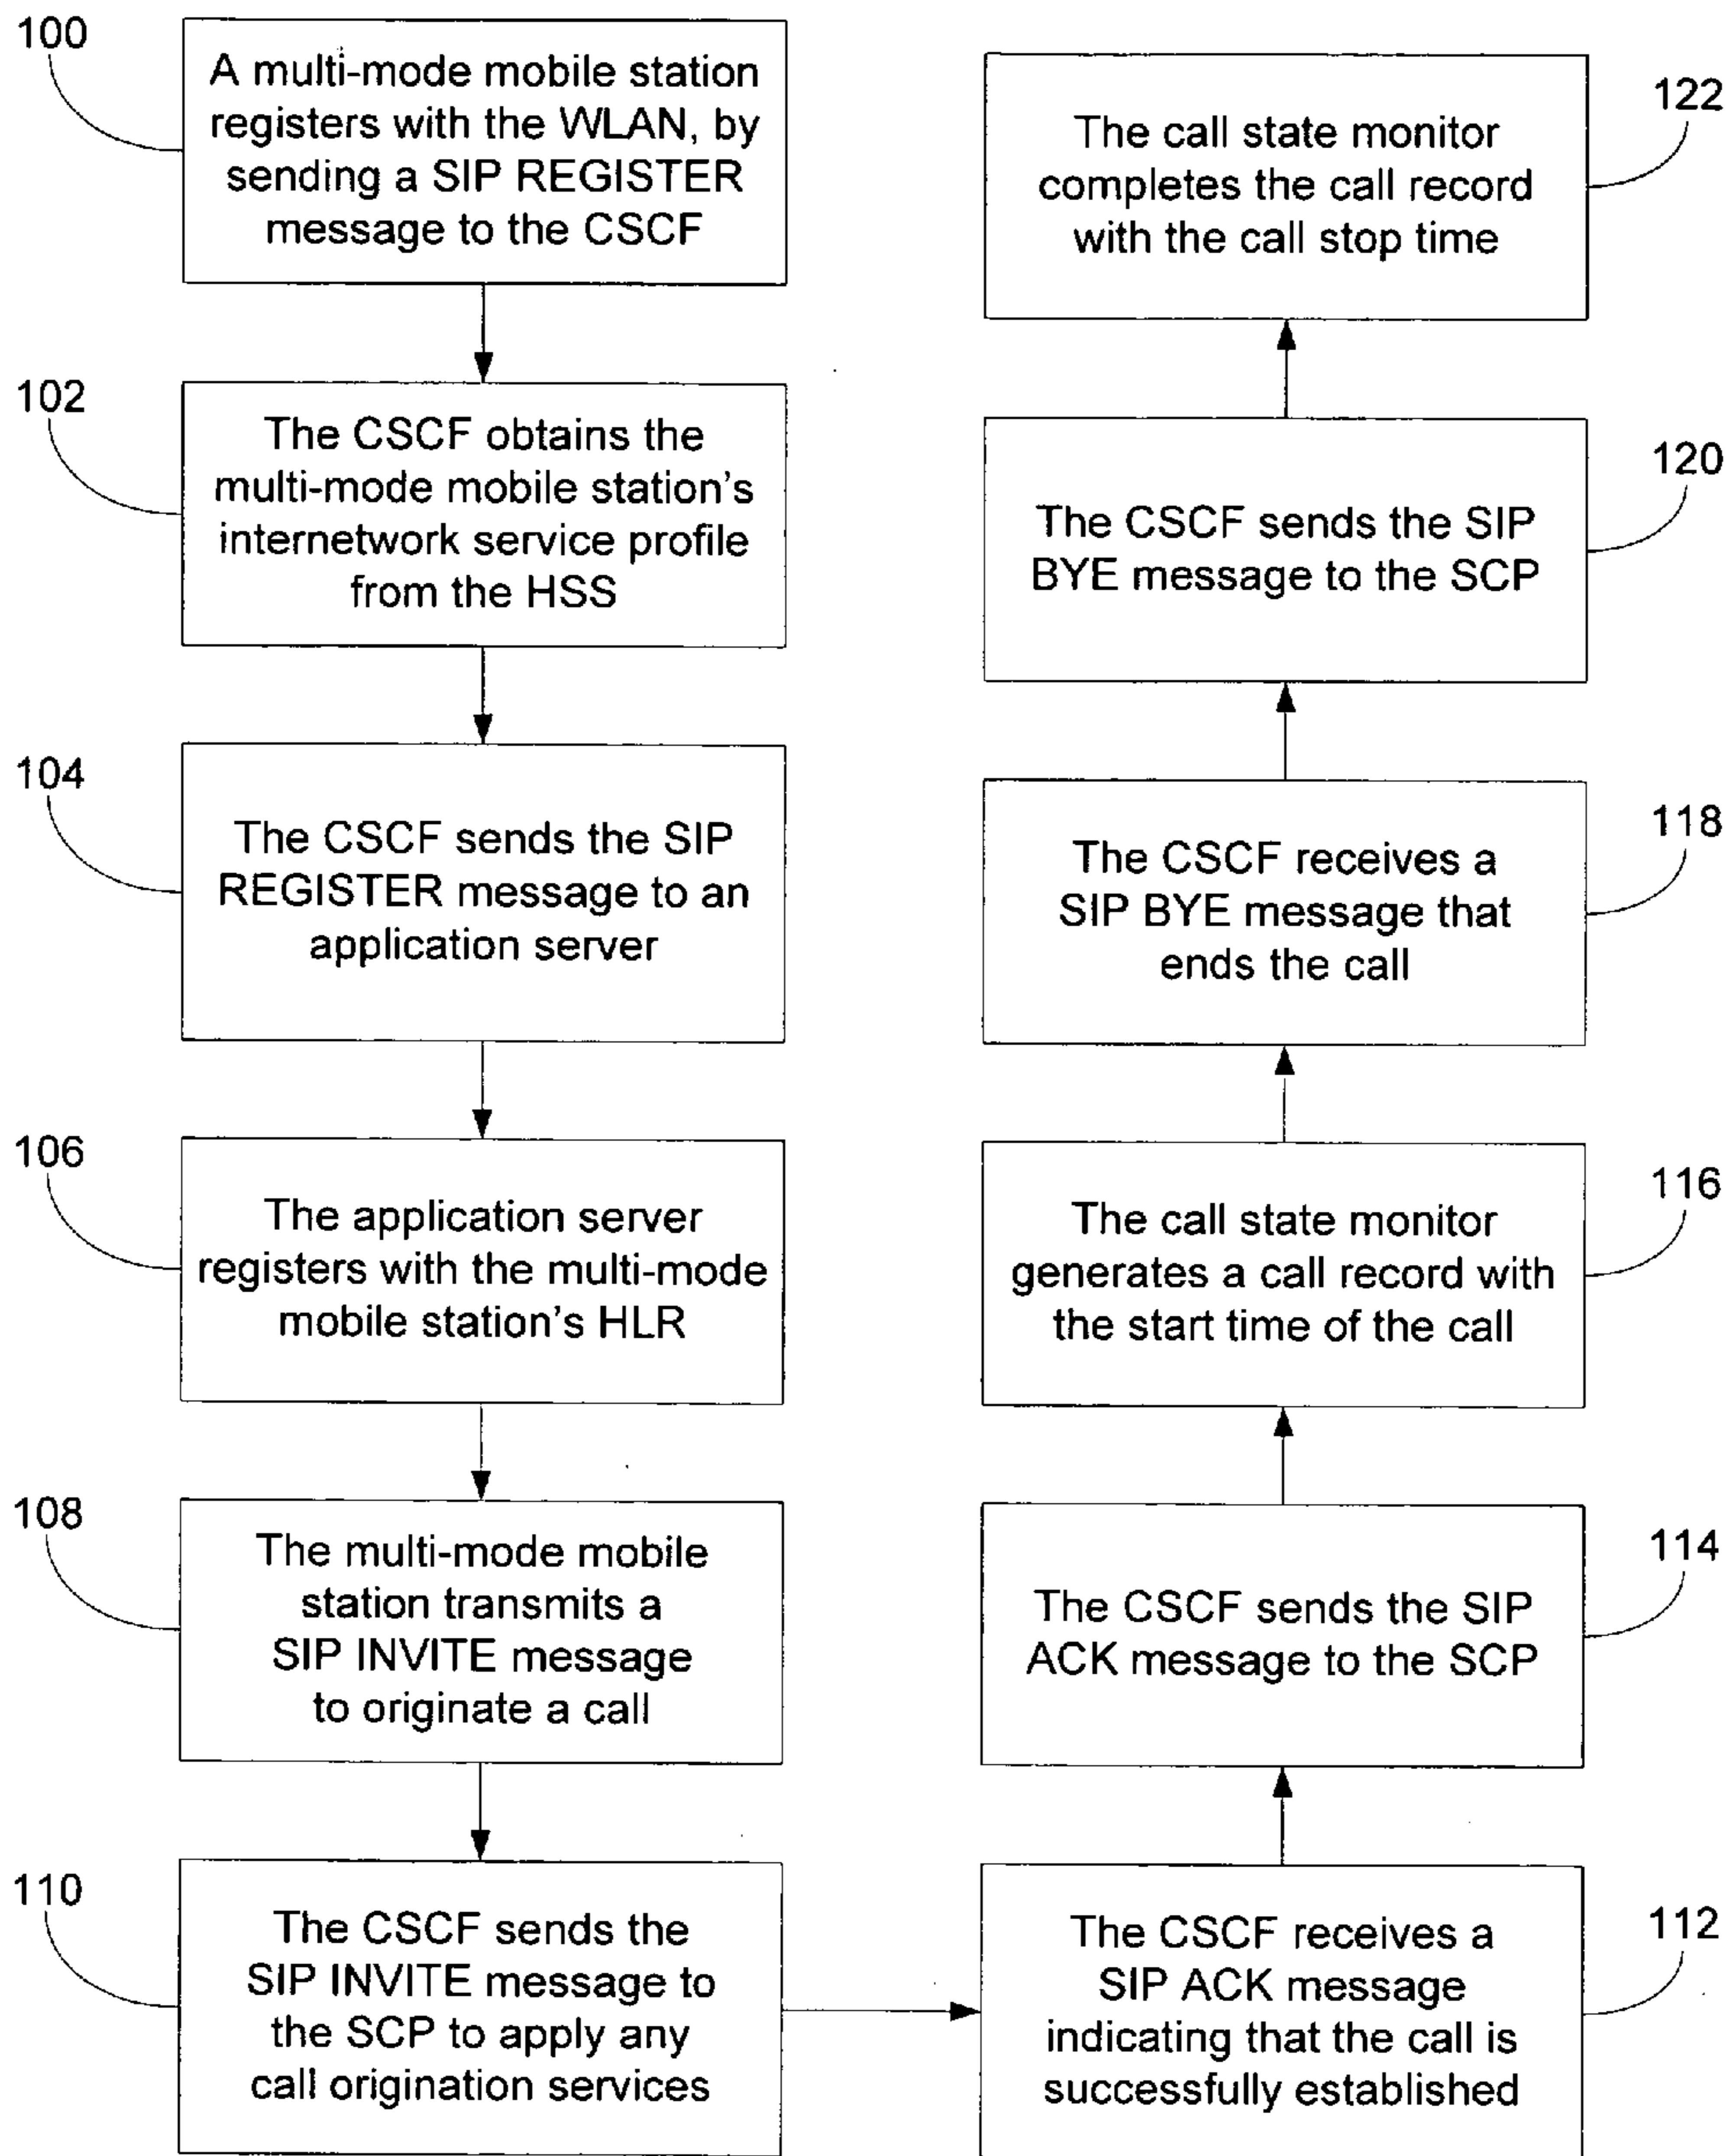 100
A multi-mode mobile station
registers with the WLAN, by
sending a SIP REGISTER
message to the CSCF
102
The CSCF obtains the
multi-mode mobile station's
internetwork service profile
from the HSS
104
The CSCF sends the SIP
REGISTER message to an
application server
106
The application server
registers with the multi-mode
mobile station's HLR
108
The multi-mode mobile
station transmits a
SIP INVITE message
to originate a call
110
The CSCF sends the
SIP INVITE message to
the SCP to apply any
call origination services
112
The CSCF receives a
SIP ACK message
indicating that the call is
successfully established
114
The CSCF sends the SIP
ACK message to the SCP
116
The call state monitor
generates a call record with
the start time of the call
118
The CSCF receives a
SIP BYE message that
ends the call
120
The CSCF sends the SIP
BYE message to the SCP
122
The call state monitor
completes the call record
with the call stop time